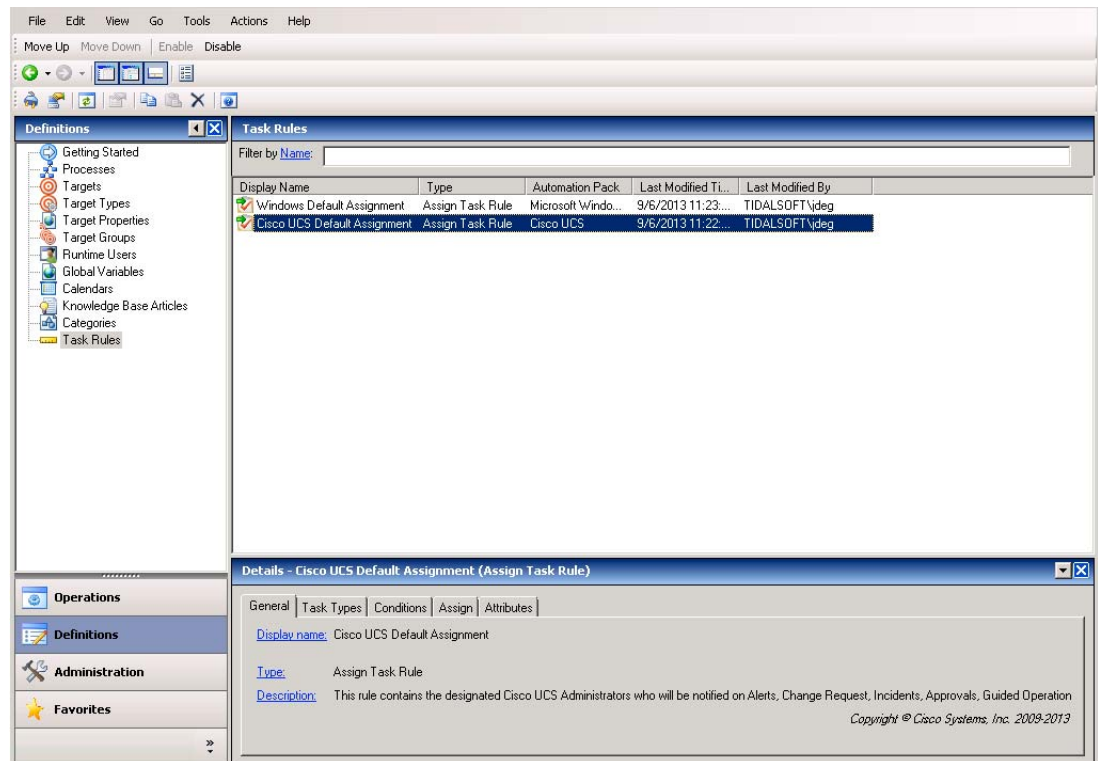 File Edit View Go Tools Actions Help
Move Up Move Down Enable Disable
Definitions
Getting Started
Processes
Targets
Target Types
Target Properties
Target Groups
Runtime Users
Global Variables
Calendars
Knowledge Base Articles
Categories
Task Rules
Operations
Definitions
Administration
Favorites
Task Rules
Filter by Name:
Display Name Type Automation Pack Last Modified Ti... Last Modified By
Windows Default Assignment Assign Task Rule Microsoft Windo... 9/6/2013 11:23:... TIDALSOFT\jdeg
Cisco UCS Default Assignment Assign Task Rule Cisco UCS 9/6/2013 11:22:... TIDALSOFT\jdeg
Details - Cisco UCS Default Assignment (Assign Task Rule)
General Task Types Conditions Assign Attributes
Display name: Cisco UCS Default Assignment
Type: Assign Task Rule
Description: This rule contains the designated Cisco UCS Administrators who will be notified on Alerts, Change Request, Incidents, Approvals, Guided Operation
Copyright © Cisco Systems, Inc. 2009-2013